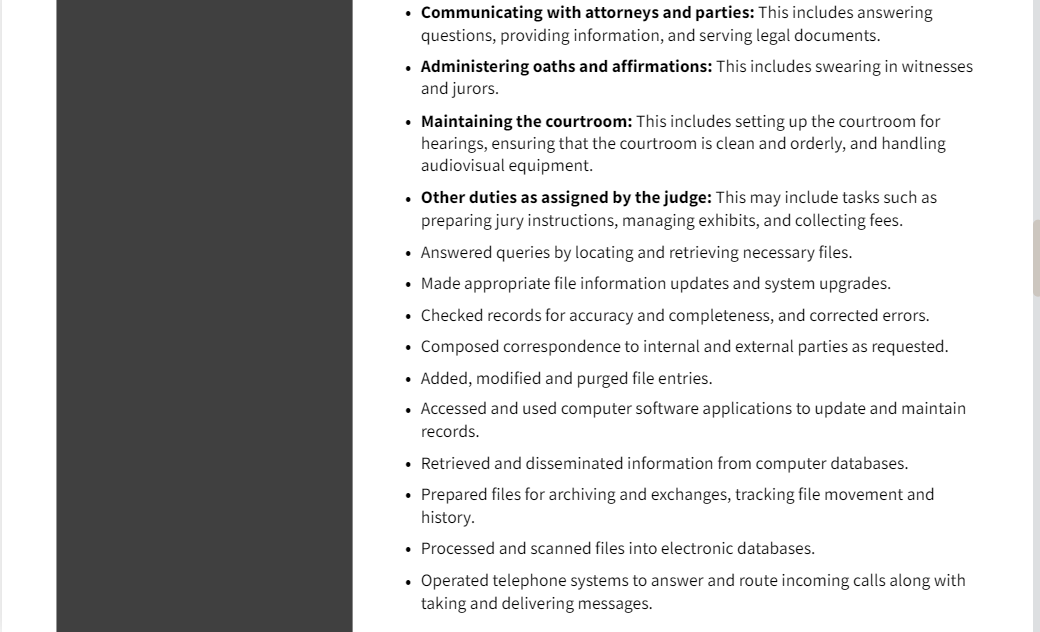 • Communicating with attorneys and parties: This includes answering
questions, providing information, and serving legal documents.
• Administering oaths and affirmations: This includes swearing in witnesses
and jurors.
• Maintaining the courtroom: This includes setting up the courtroom for
hearings, ensuring that the courtroom is clean and orderly, and handling
audiovisual equipment.
• Other duties as assigned by the judge: This may include tasks such as
preparing jury instructions, managing exhibits, and collecting fees.
• Answered queries by locating and retrieving necessary files.
• Made appropriate file information updates and system upgrades.
• Checked records for accuracy and completeness, and corrected errors.
• Composed correspondence to internal and external parties as requested.
• Added, modified and purged file entries.
• Accessed and used computer software applications to update and maintain
records.
• Retrieved and disseminated information from computer databases.
• Prepared files for archiving and exchanges, tracking file movement and
history.
• Processed and scanned files into electronic databases.
• Operated telephone systems to answer and route incoming calls along with
taking and delivering messages.